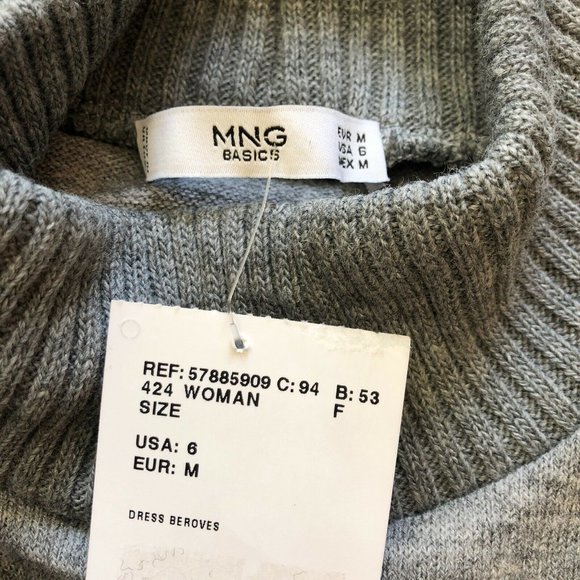 MNG
BASICS
EUR M
USA 6
MEX M
REF: 57885909 C: 94 B: 53
424 WOMAN F
SIZE
USA: 6
EUR: M
DRESS BEROVES